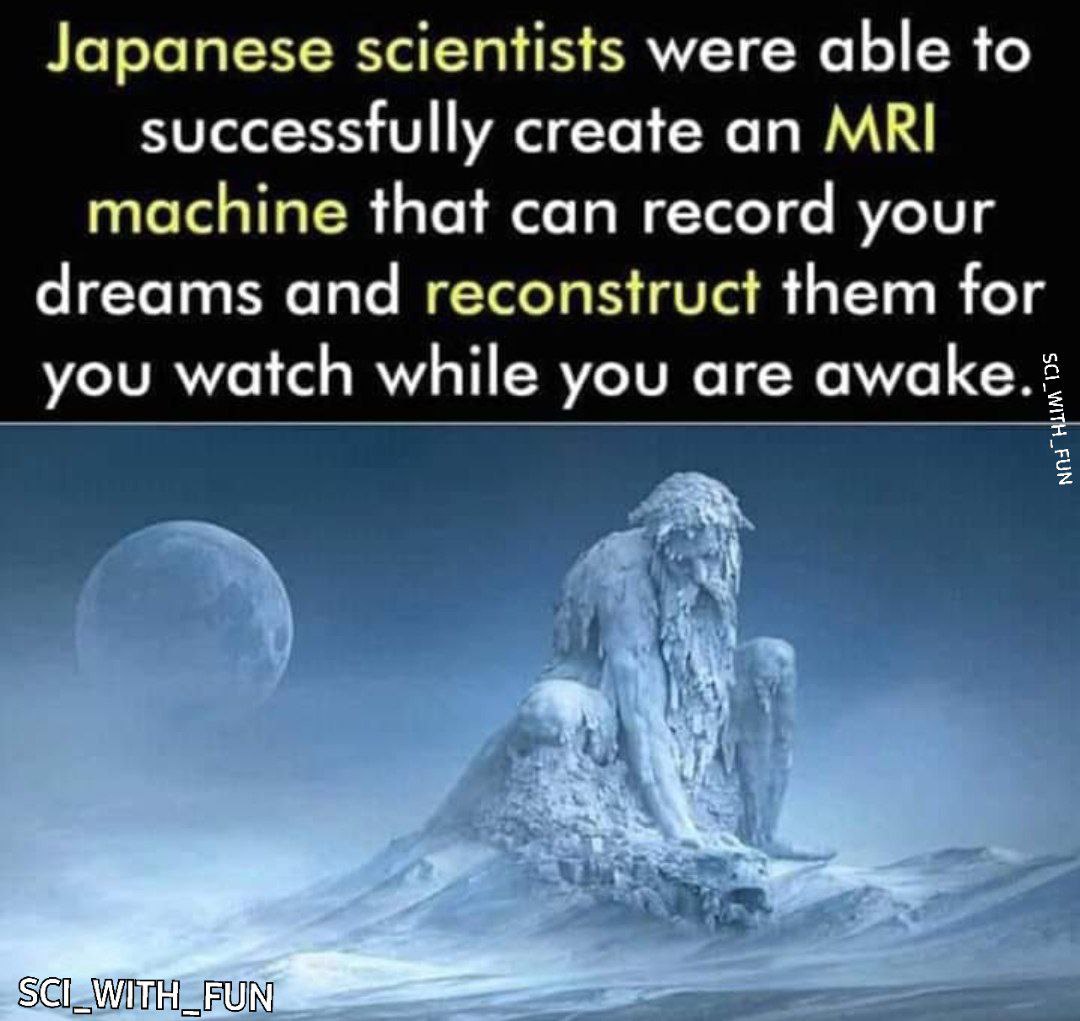 Japanese scientists were able to
successfully create an MRI
machine that can record your
dreams and reconstruct them for
you watch while you are awake.
SCI_WITH_FUN
SCI_WITH_FUN